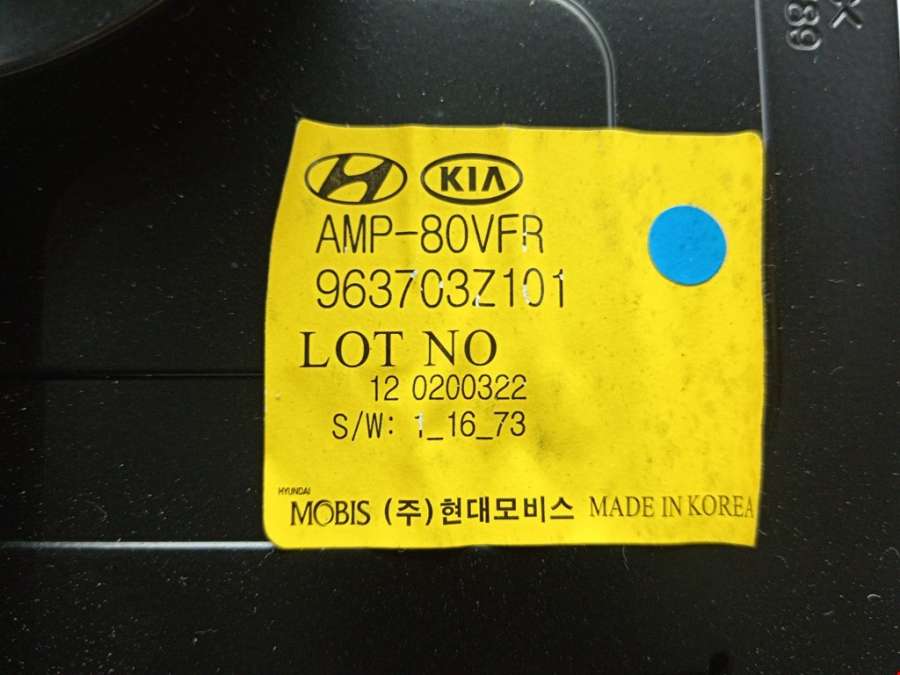 KIA
AMP-80VFR
963703Z101
LOT NO
12 0200322
S/W: 1_16_73
HYUNDAI
MOBIS (주)현대모비스 MADE IN KOREA